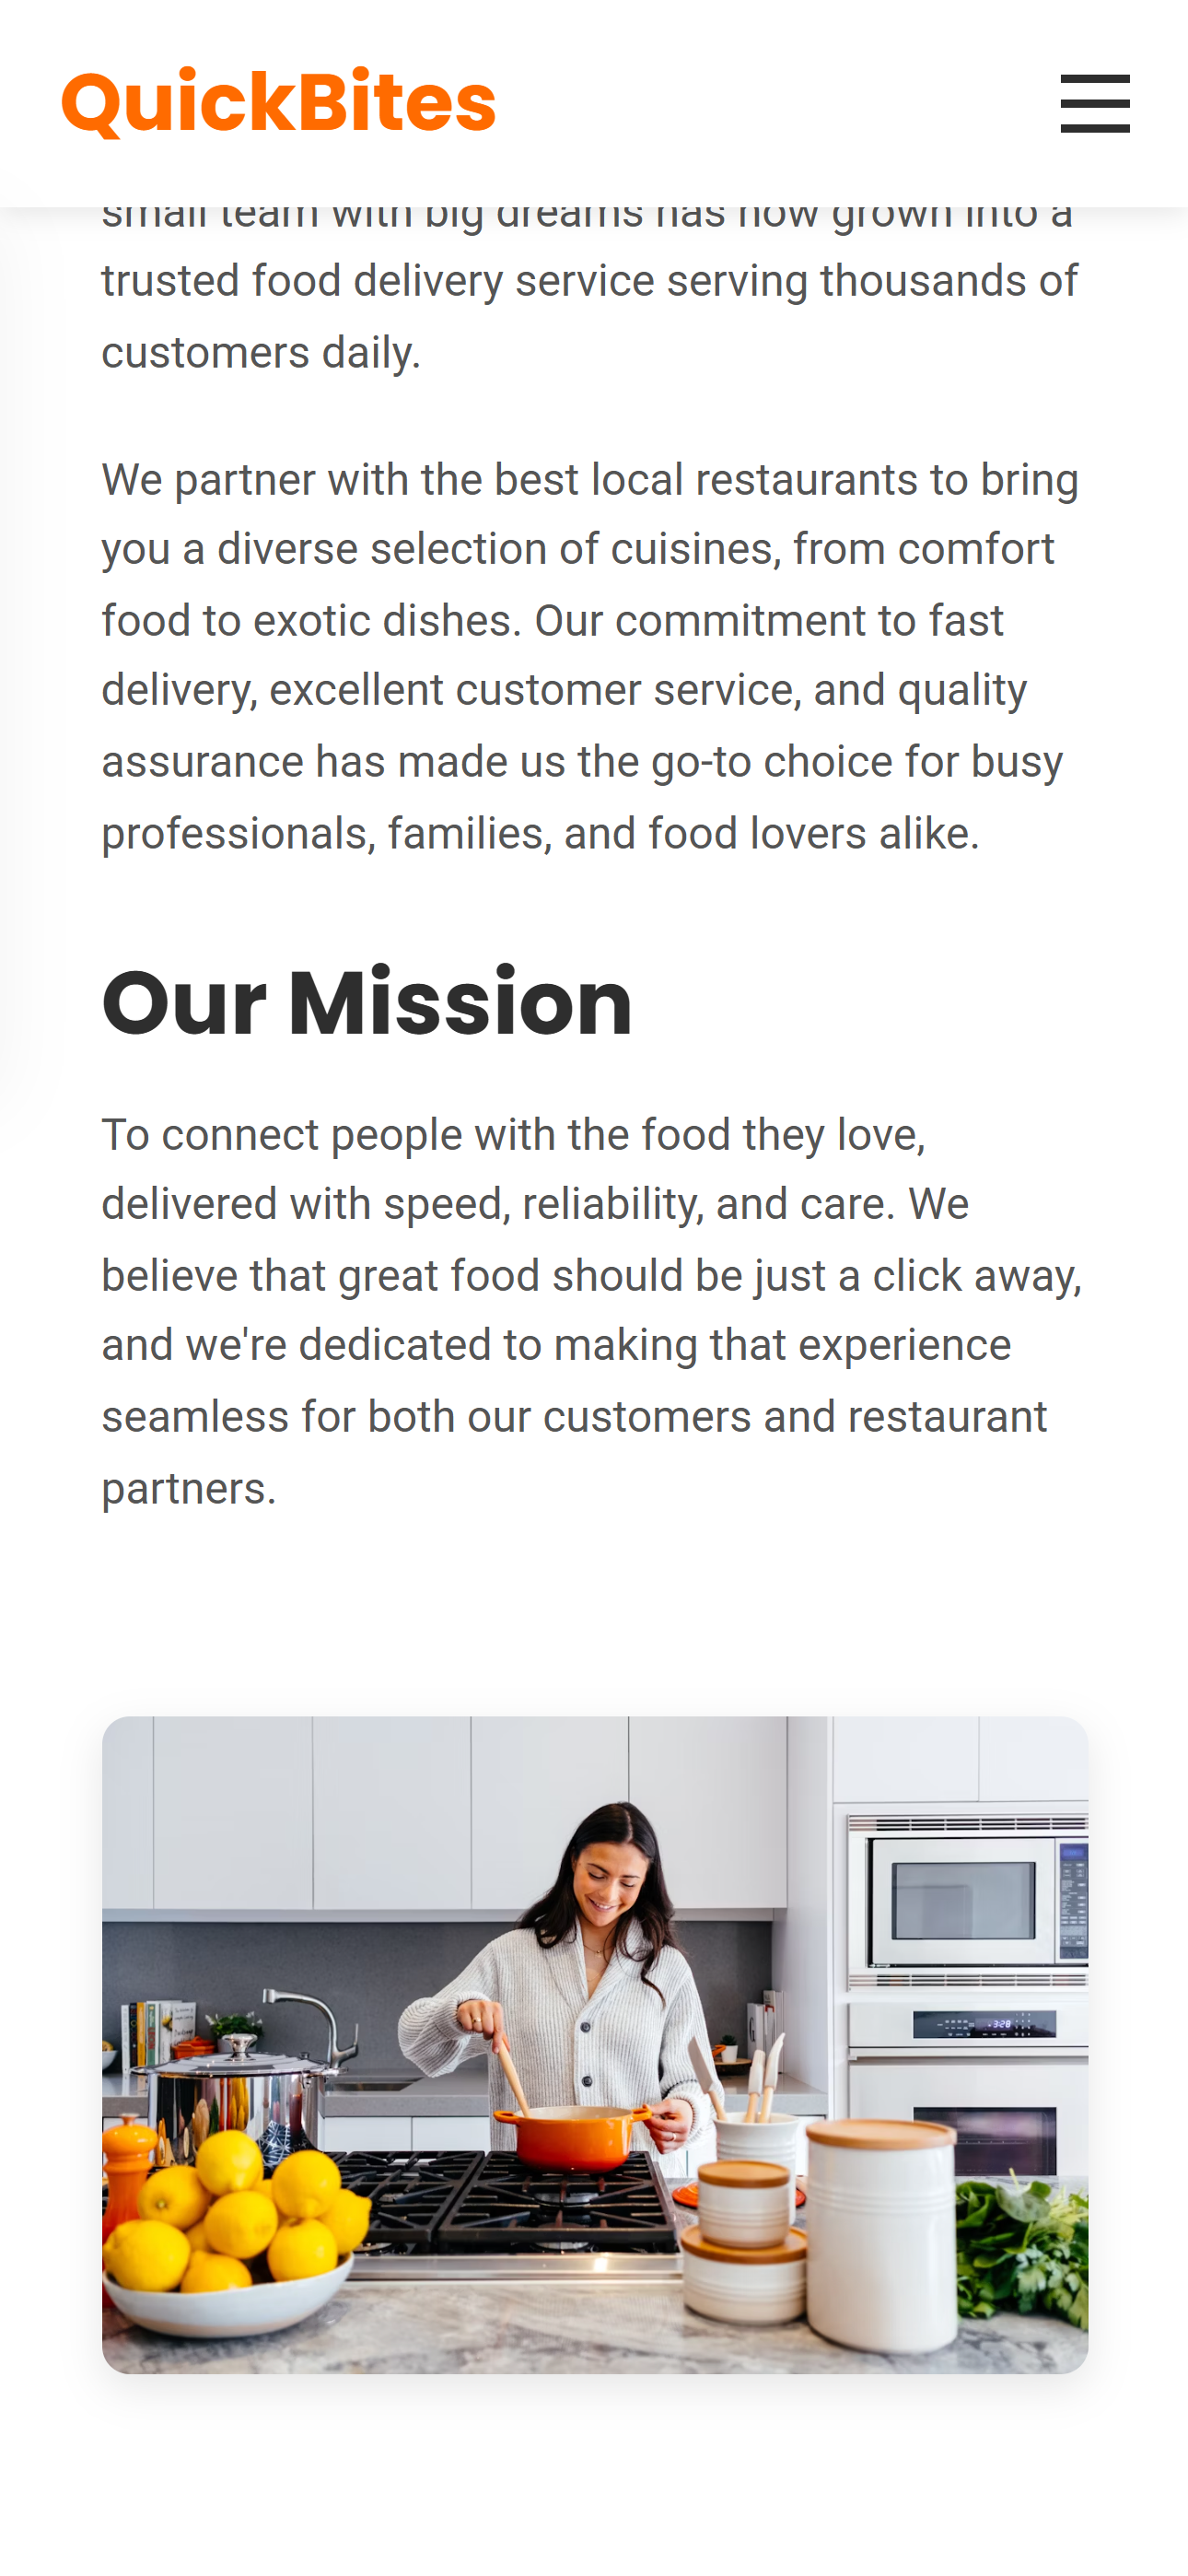 QuickBites
small team with big dreams has now grown into a
trusted food delivery service serving thousands of
customers daily.
We partner with the best local restaurants to bring
you a diverse selection of cuisines, from comfort
food to exotic dishes. Our commitment to fast
delivery, excellent customer service, and quality
assurance has made us the go-to choice for busy
professionals, families, and food lovers alike.
Our Mission
To connect people with the food they love,
delivered with speed, reliability, and care. We
believe that great food should be just a click away,
and we're dedicated to making that experience
seamless for both our customers and restaurant
partners.
3:28